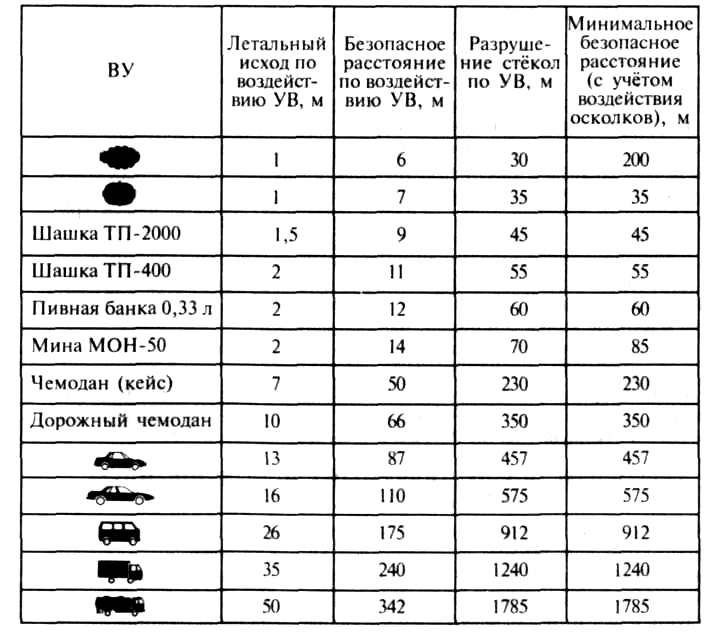 ВУ
Летальный
исход по
воздейст-
вию УВ, м
Безопасное
расстояние
по воздейст-
вию УВ, м
Разруше-
ние стёкол
по УВ, м
Минимальное
безопасное
расстояние
(с учётом
воздействия
осколков), м
1 6 30 200
1 7 35 35
Шашка ТП-2000 1,5 9 45 45
Шашка ТП-400 2 11 55 55
Пивная банка 0,33 л 2 12 60 60
Мина МОН-50 2 14 70 85
Чемодан (кейс) 7 50 230 230
Дорожный чемодан 10 66 350 350
13 87 457 457
16 110 575 575
26 175 912 912
35 240 1240 1240
50 342 1785 1785